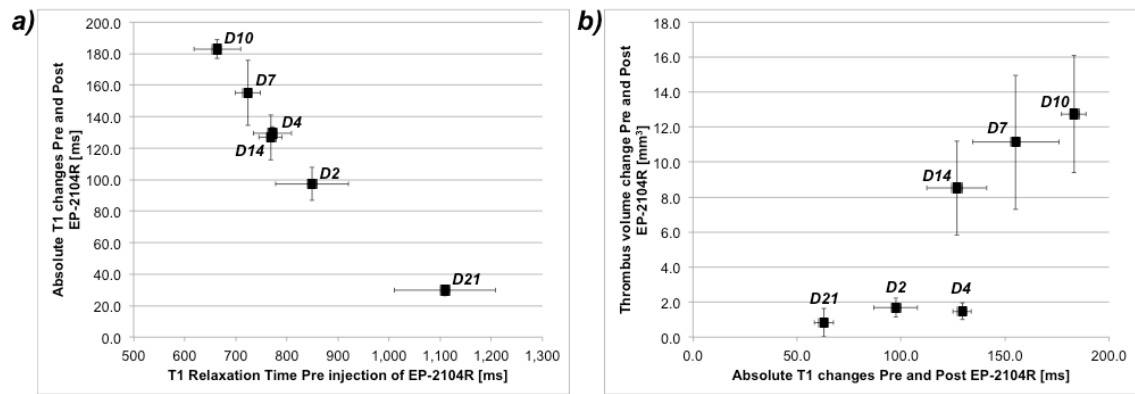 a)
Absolute T1 changes Pre and Post
EP-2104R [ms]
200.0
180.0
160.0
140.0
120.0
100.0
80.0
60.0
40.0
20.0
0.0
D10
D7
D4
D14
D2
D21
500 600 700 800 900 1,000 1,100 1,200 1,300
T1 Relaxation Time Pre injection of EP-2104R [ms]
b)
Thrombus volume change Pre and Post
EP-2104R [mm³]
18.0
16.0
14.0
12.0
10.0
8.0
6.0
4.0
2.0
0.0
D10
D7
D14
D21 D2 D4
0.0 50.0 100.0 150.0 200.0
Absolute T1 changes Pre and Post EP-2104R [ms]